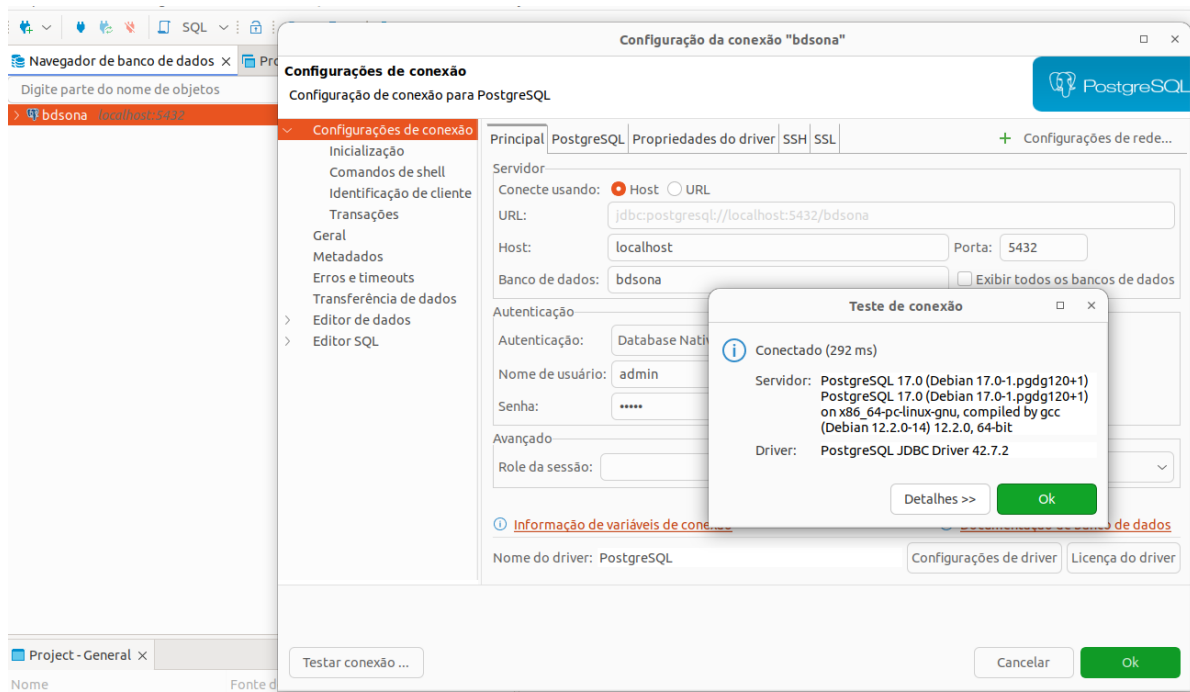 SQL
Configuração da conexão "bdsona"
Navegador de banco de dados
Digite parte do nome de objetos
bdsona localhost:5432
Configurações de conexão
Configuração de conexão para PostgreSQL
PostgreSQL
Configurações de conexão
Inicialização
Comandos de shell
Identificação de cliente
Transações
Geral
Metadados
Erros e timeouts
Transferência de dados
Editor de dados
Editor SQL
Principal PostgreSQL Propriedades do driver SSH SSL
+ Configurações de rede...
Servidor
Conecte usando: Host URL
URL: jdbc:postgresql://localhost:5432/bdsona
Host: localhost Porta: 5432
Banco de dados: bdsona Exibir todos os bancos de dados
Autenticação
Autenticação: Database
Nome de usuário: admin
Senha: •••••
Avançado
Role da sessão:
Teste de conexão
Conectado (292 ms)
Servidor: PostgreSQL 17.0 (Debian 17.0-1.pgdg120+1)
PostgreSQL 17.0 (Debian 17.0-1.pgdg120+1)
on x86_64-pc-linux-gnu, compiled by gcc
(Debian 12.2.0-14) 12.2.0, 64-bit
Driver: PostgreSQL JDBC Driver 42.7.2
Detalhes >> Ok
Informação de variáveis de
de dados
Nome do driver: PostgreSQL
Configurações de driver Licença do driver
Testar conexão ... Cancelar Ok
Project - General
Nome Fonte